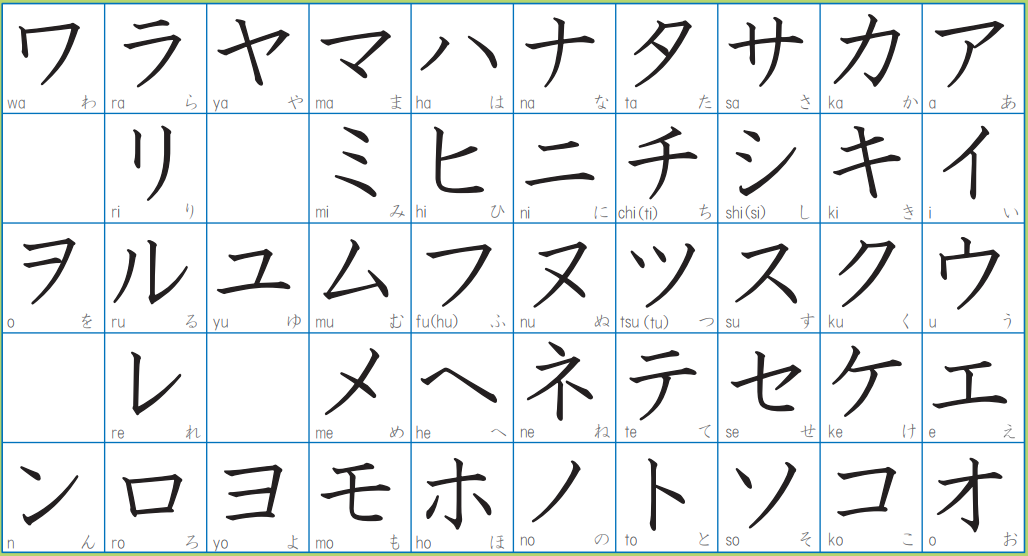 ワ ラ ヤ マ ハ ナ タ サ カ ア
wa わ ra ら ya や ma ま ha は na な ta た sa さ ka か a あ
リ ミ ヒ ニ チ シ キ イ
ri り mi み hi ひ ni に chi(ti) ち shi(si) し ki き i い
ヲ ル ユ ム フ ヌ ツ ス ク ウ
o を ru る yu ゆ mu む fu(hu) ふ nu ぬ tsu(tu) つ su す ku く u う
レ メ ヘ ネ テ セ ケ エ
re れ me め he へ ne ね te て se せ ke け e え
ン ロ ヨ モ ホ ノ ト ソ コ オ
n ん ro ろ yo よ mo も ho ほ no の to と so そ ko こ o お